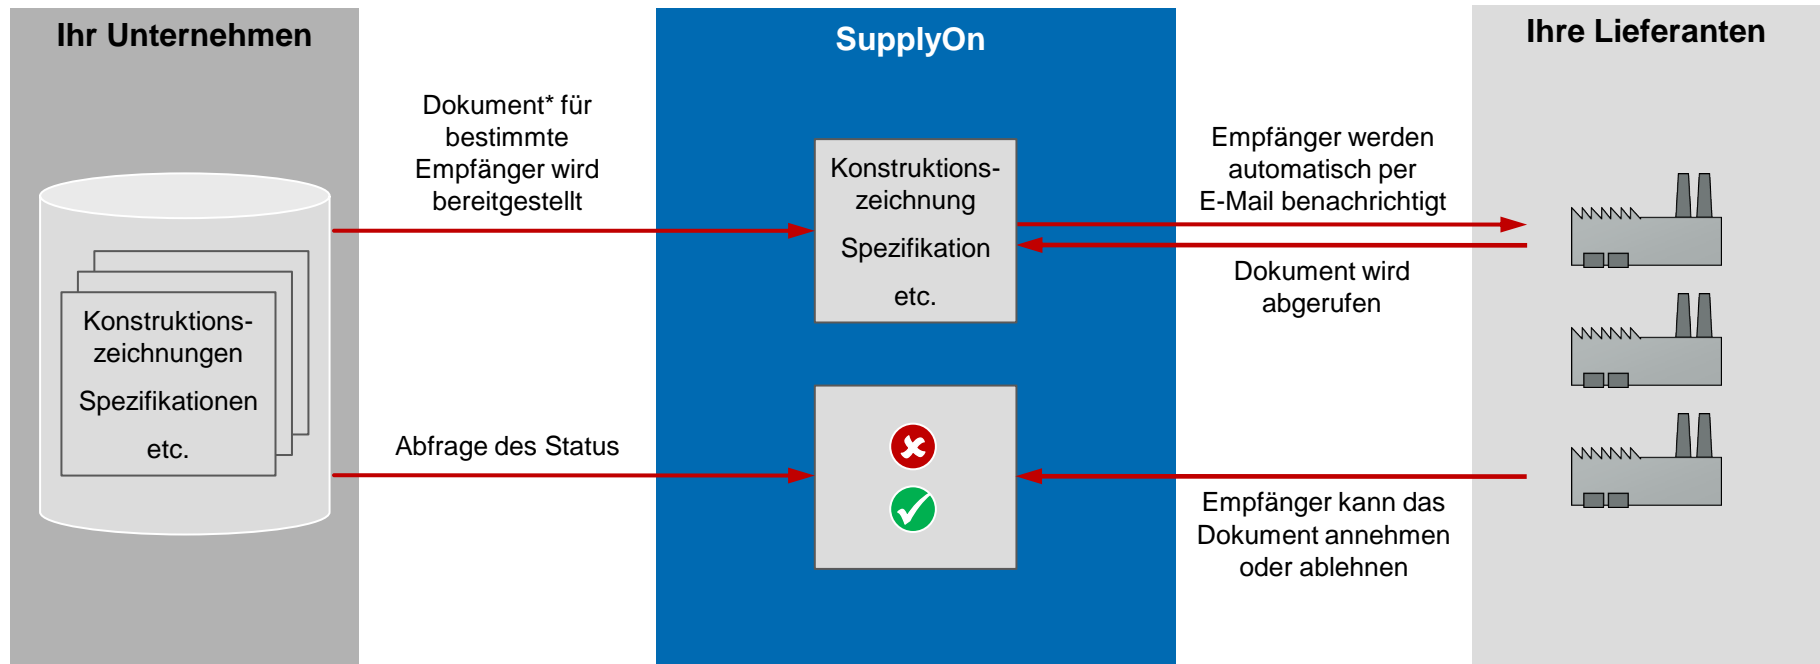 Ihr Unternehmen
SupplyOn
Ihre Lieferanten
Dokument* für
bestimmte
Empfänger wird
bereitgestellt
Konstruktions-
zeichnung
Spezifikation
etc.
Empfänger werden
automatisch per
E-Mail benachrichtigt
Dokument wird
abgerufen
Konstruktions-
zeichnungen
Spezifikationen
etc.
Abfrage des Status
Empfänger kann das
Dokument annehmen
oder ablehnen